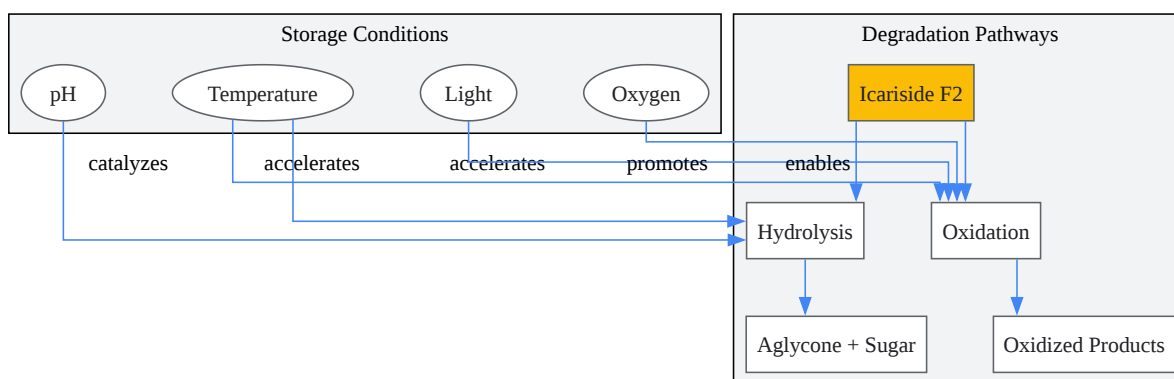 Storage Conditions
Degradation Pathways
pH
Temperature
Light
Oxygen
Icariside F2
catalyzes
accelerates
accelerates
promotes
enables
Hydrolysis
Oxidation
Aglycone + Sugar
Oxidized Products